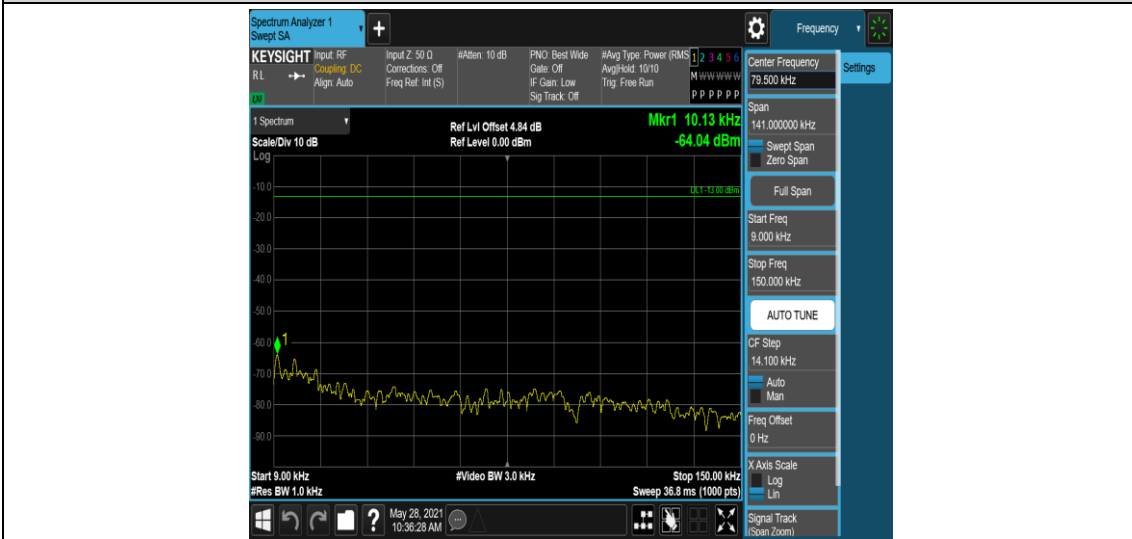 Spectrum Analyzer 1
Swept SA
+
Frequency
KEYSIGHT
RL
LNI
Input: RF
Coupling: DC
Align: Auto
Input Z: 50 Ω
Corrections: Off
Freq Ref: Int (S)
#Atten: 10 dB
PNO: Best Wide
Gate: Off
IF Gain: Low
Sig Track: Off
#Avg Type: Power (RMS
Avg|Hold: 10/10
Trig: Free Run
1 2 3 4 5 6
M W W W W W
P P P P P P
1 Spectrum
Scale/Div 10 dB
Ref Lvl Offset 4.84 dB
Ref Level 0.00 dBm
Mkr1 10.13 kHz
-64.04 dBm
Log
-10.0
DL1 -13.00 dBm
-20.0
-30.0
-40.0
-50.0
-60.0
1
-70.0
-80.0
-90.0
Start 9.00 kHz
#Res BW 1.0 kHz
#Video BW 3.0 kHz
Stop 150.00 kHz
Sweep 36.8 ms (1000 pts)
Center Frequency
79.500 kHz
Settings
Span
141.000000 kHz
Swept Span
Zero Span
Full Span
Start Freq
9.000 kHz
Stop Freq
150.000 kHz
AUTO TUNE
CF Step
14.100 kHz
Auto
Man
Freq Offset
0 Hz
X Axis Scale
Log
Lin
Signal Track
(Span Zoom)
?
May 28, 2021
10:36:28 AM